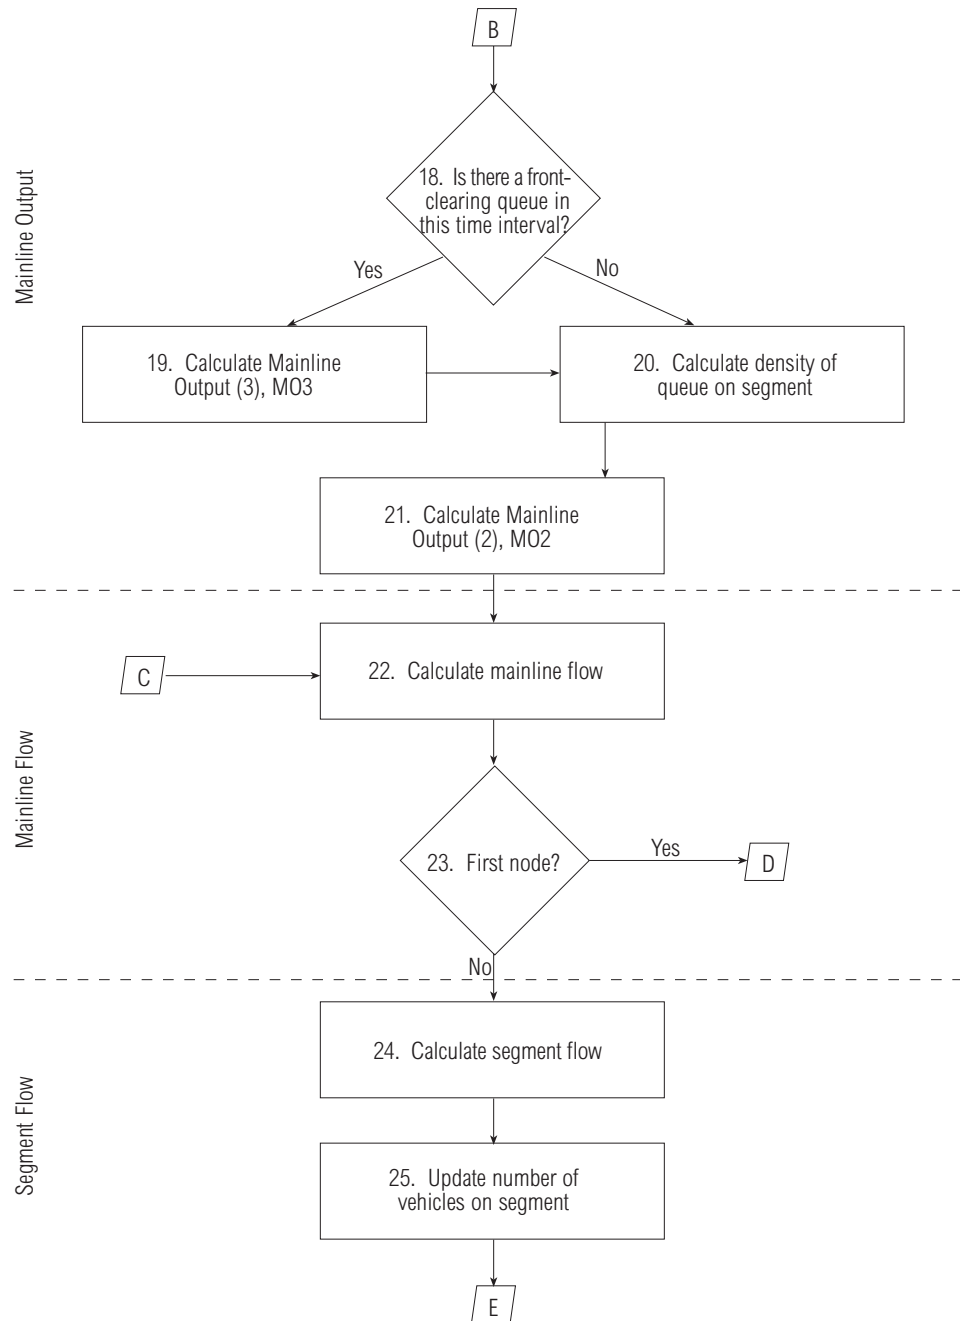 B
Mainline Output
18. Is there a front-
clearing queue in
this time interval?
Yes
No
19. Calculate Mainline
Output (3), MO3
20. Calculate density of
queue on segment
21. Calculate Mainline
Output (2), MO2
Mainline Flow
C
22. Calculate mainline flow
23. First node?
Yes
D
No
Segment Flow
24. Calculate segment flow
25. Update number of
vehicles on segment
E